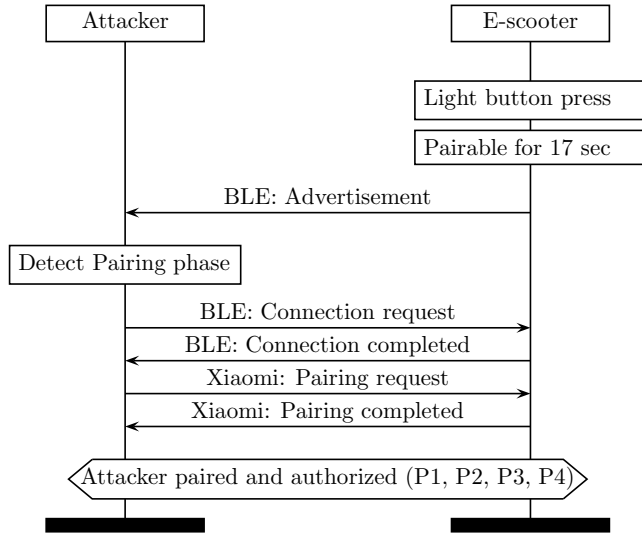 Attacker
E-scooter
Light button press
Pairable for 17 sec
BLE: Advertisement
Detect Pairing phase
BLE: Connection request
BLE: Connection completed
Xiaomi: Pairing request
Xiaomi: Pairing completed
Attacker paired and authorized (P1, P2, P3, P4)